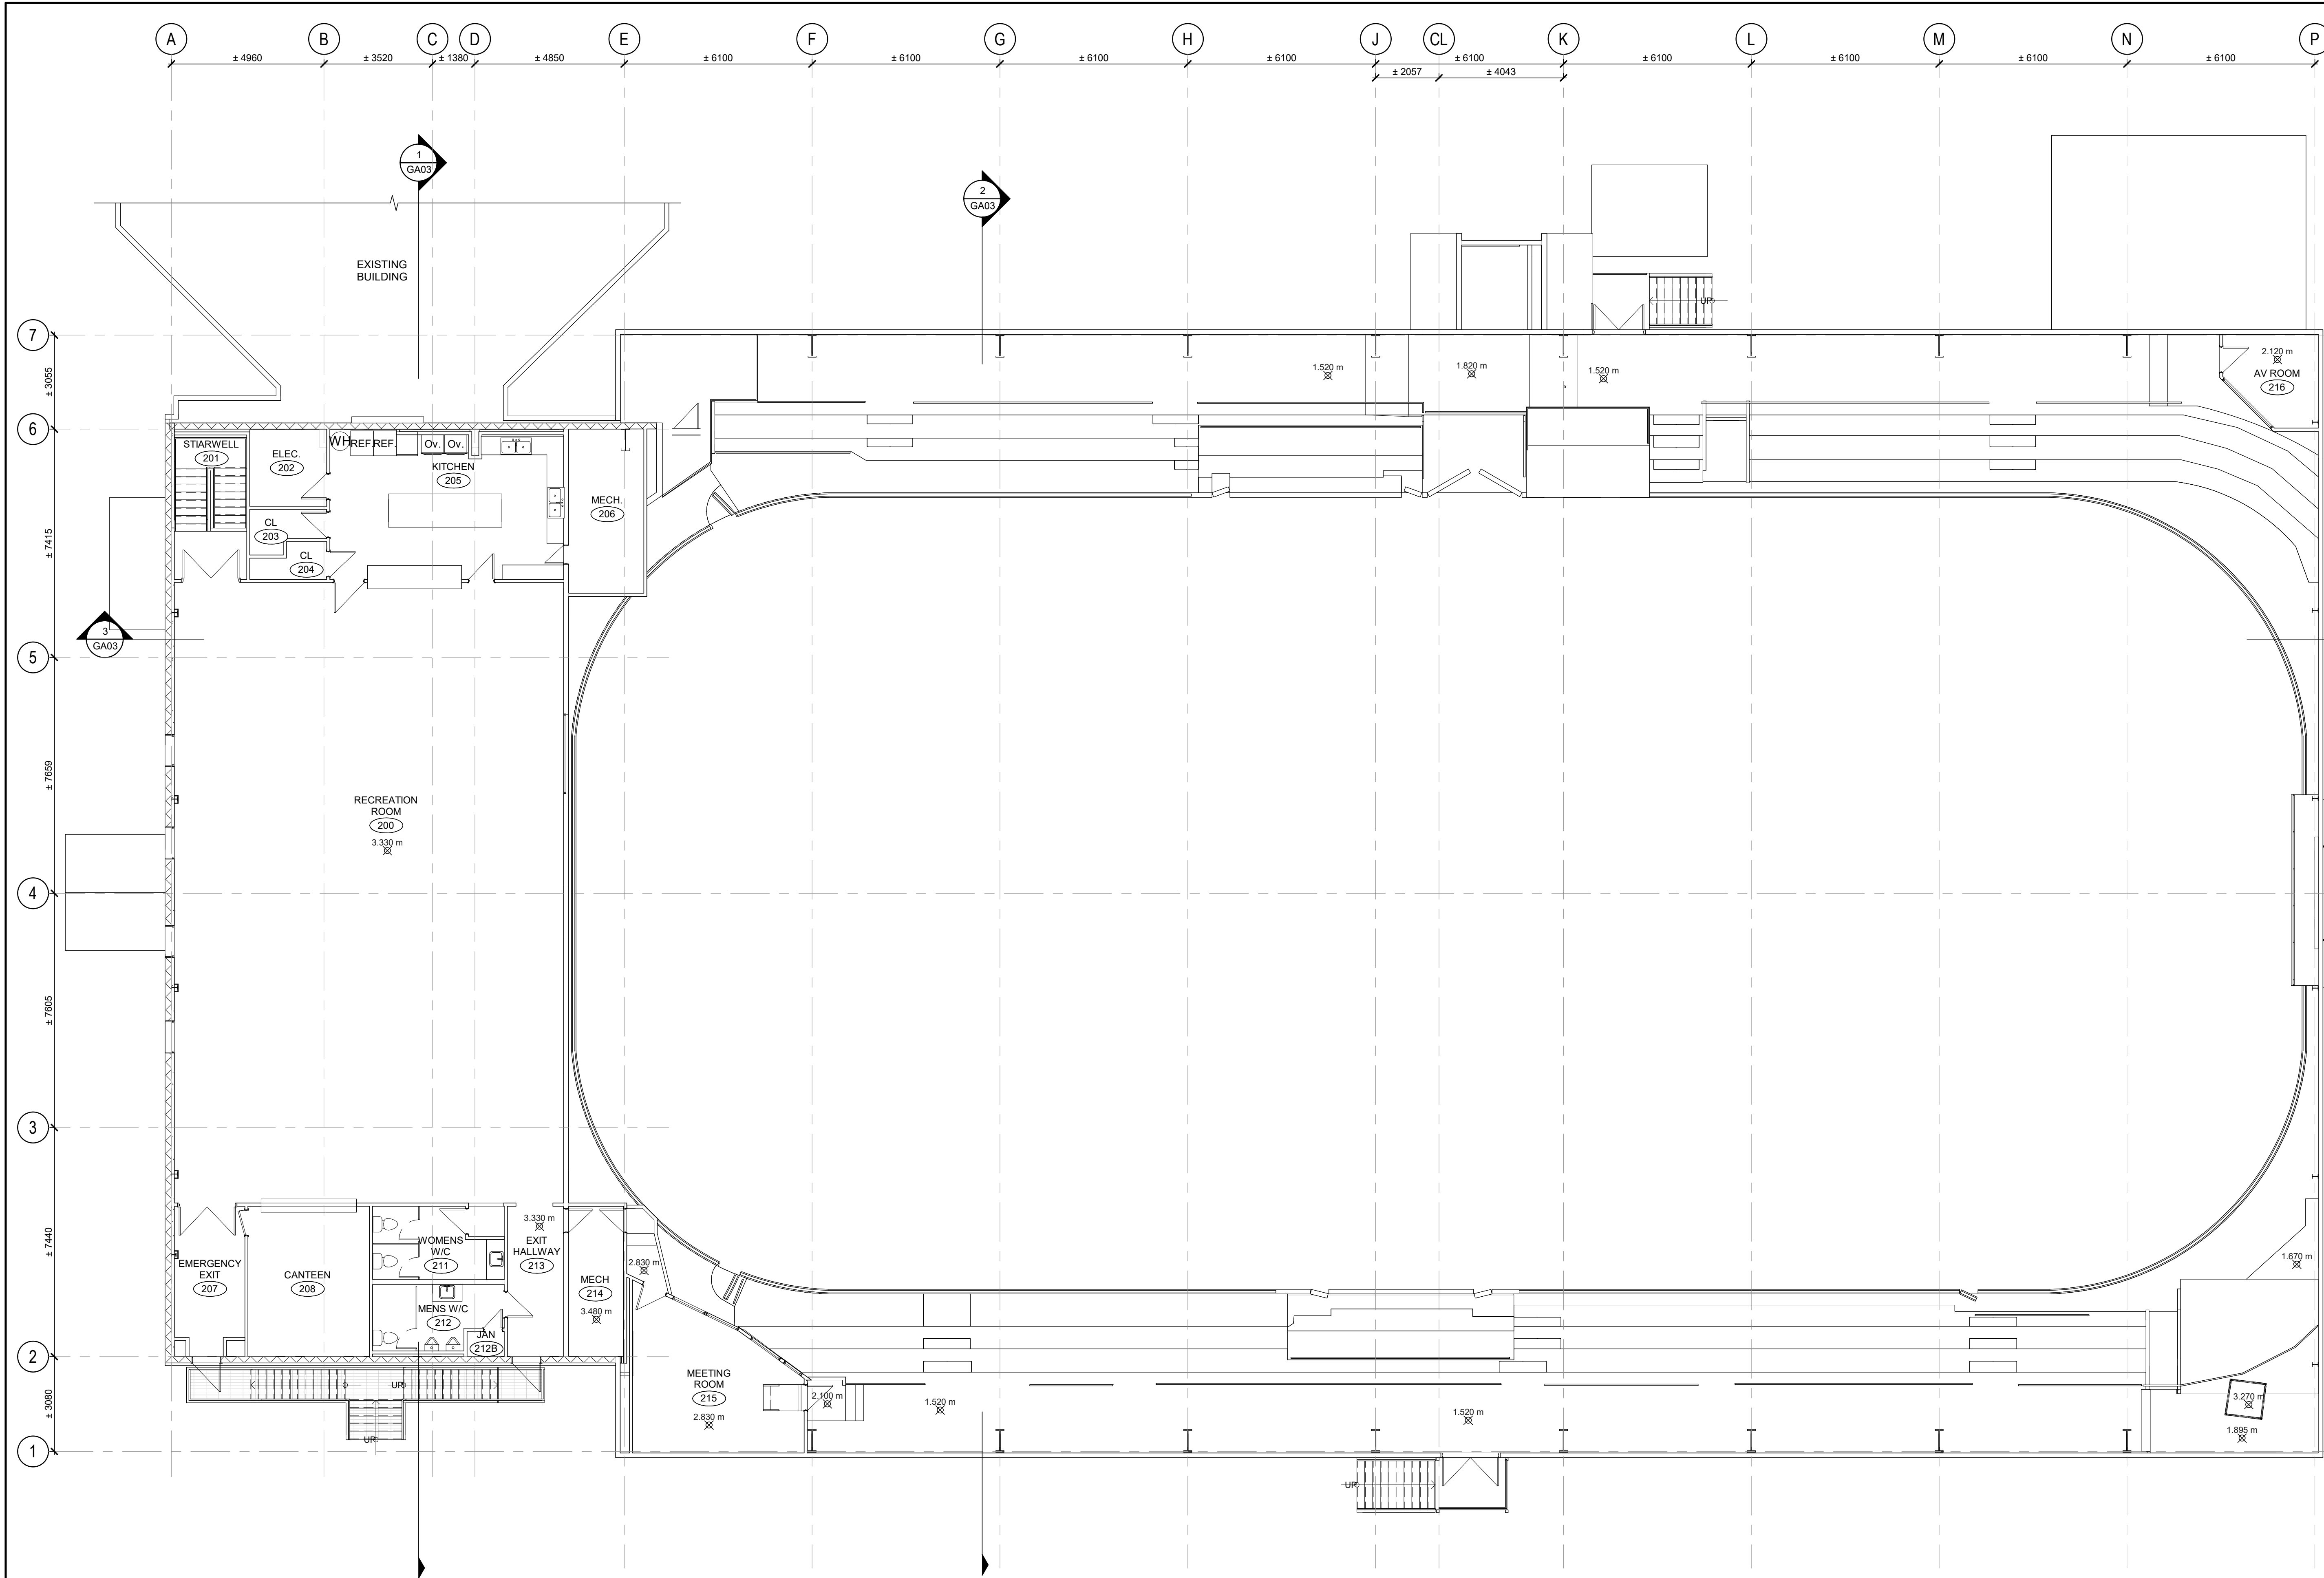 A
B
C
D
E
F
G
H
J
CL
K
L
M
N
P
± 4960
± 3520
± 1380
± 4850
± 6100
± 6100
± 6100
± 6100
± 6100
± 6100
± 6100
± 6100
± 6100
± 2057
± 4043
1
GA03
2
GA03
EXISTING
BUILDING
UP
7
± 3055
1.520 m
1.820 m
1.520 m
2.120 m
AV ROOM
216
6
STIARWELL
201
ELEC.
202
WH
REF.
REF.
Ov.
Ov.
KITCHEN
205
MECH.
206
CL
203
CL
204
± 7415
3
GA03
5
± 7659
RECREATION
ROOM
200
3.330 m
4
± 7605
3
± 7440
EMERGENCY
EXIT
207
CANTEEN
208
WOMENS
W/C
211
3.330 m
EXIT
HALLWAY
213
MENS W/C
212
JAN
212B
MECH
214
3.480 m
2.830 m
1.670 m
2
± 3080
UP
UP
MEETING
ROOM
215
2.830 m
2.100 m
1.520 m
1.520 m
3.270 m
1.895 m
1
UP